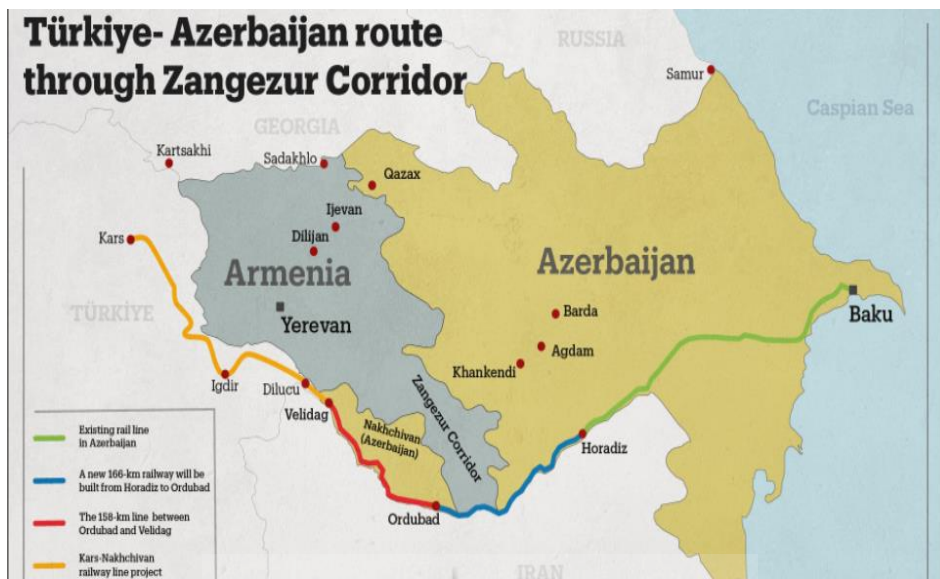 Türkiye- Azerbaijan route
through Zangezur Corridor
RUSSIA
Samur
Caspian Sea
GEORGIA
Kartsakhi
Sadakhlo
Qazax
Ijevan
Kars
Dilijan
Armenia
Azerbaijan
TÜRKİYE
Yerevan
Barda
Baku
Agdam
Khankendi
Igdir
Dilucu
Velidag
Zangezur Corridor
Nakhchivan
(Azerbaijan)
Horadiz
Ordubad
IRAN
Existing rail line
in Azerbaijan
A new 166-km railway will be
built from Horadiz to Ordubad
The 158-km line between
Ordubad and Velidag
Kars-Nakhchivan
railway line project